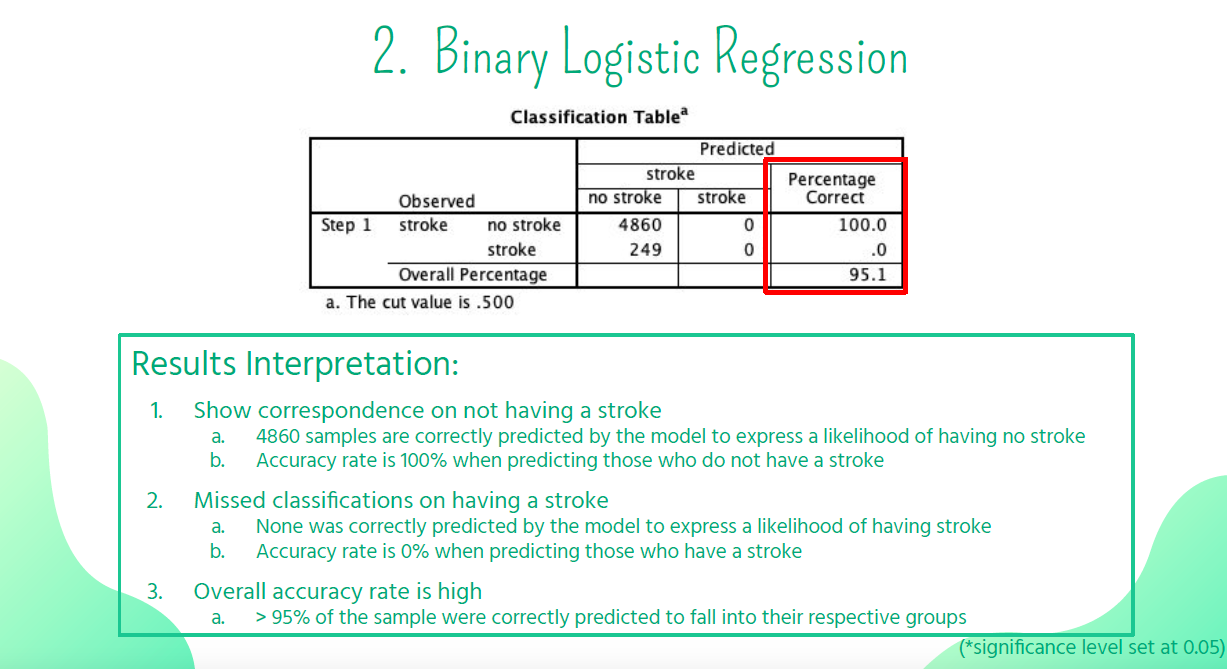 2. Binary Logistic Regression
Classification Tableᵃ
Predicted
stroke
Percentage
Correct
Observed
no stroke stroke
Step 1 stroke no stroke 4860 0 100.0
stroke 249 0 .0
Overall Percentage 95.1
a. The cut value is .500
Results Interpretation:
1. Show correspondence on not having a stroke
a. 4860 samples are correctly predicted by the model to express a likelihood of having no stroke
b. Accuracy rate is 100% when predicting those who do not have a stroke
2. Missed classifications on having a stroke
a. None was correctly predicted by the model to express a likelihood of having stroke
b. Accuracy rate is 0% when predicting those who have a stroke
3. Overall accuracy rate is high
a. > 95% of the sample were correctly predicted to fall into their respective groups
(*significance level set at 0.05)